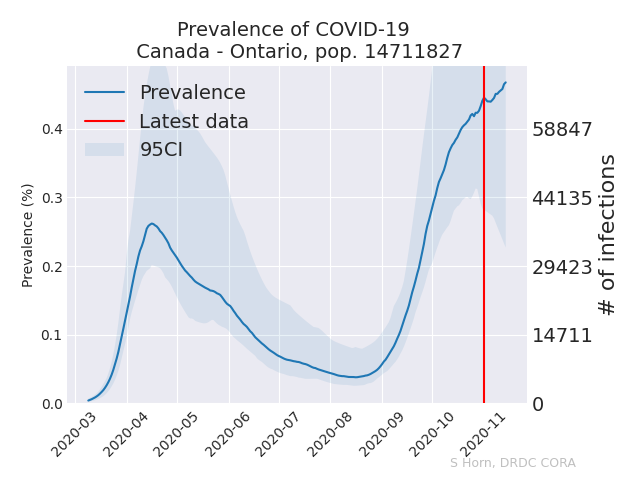 Prevalence of COVID-19
Canada - Ontario, pop. 14711827
Prevalence
Latest data
95CI
Prevalence (%)
0.4
0.3
0.2
0.1
0.0
58847
44135
29423
14711
0
# of infections
2020-03
2020-04
2020-05
2020-06
2020-07
2020-08
2020-09
2020-10
2020-11
S Horn, DRDC CORA